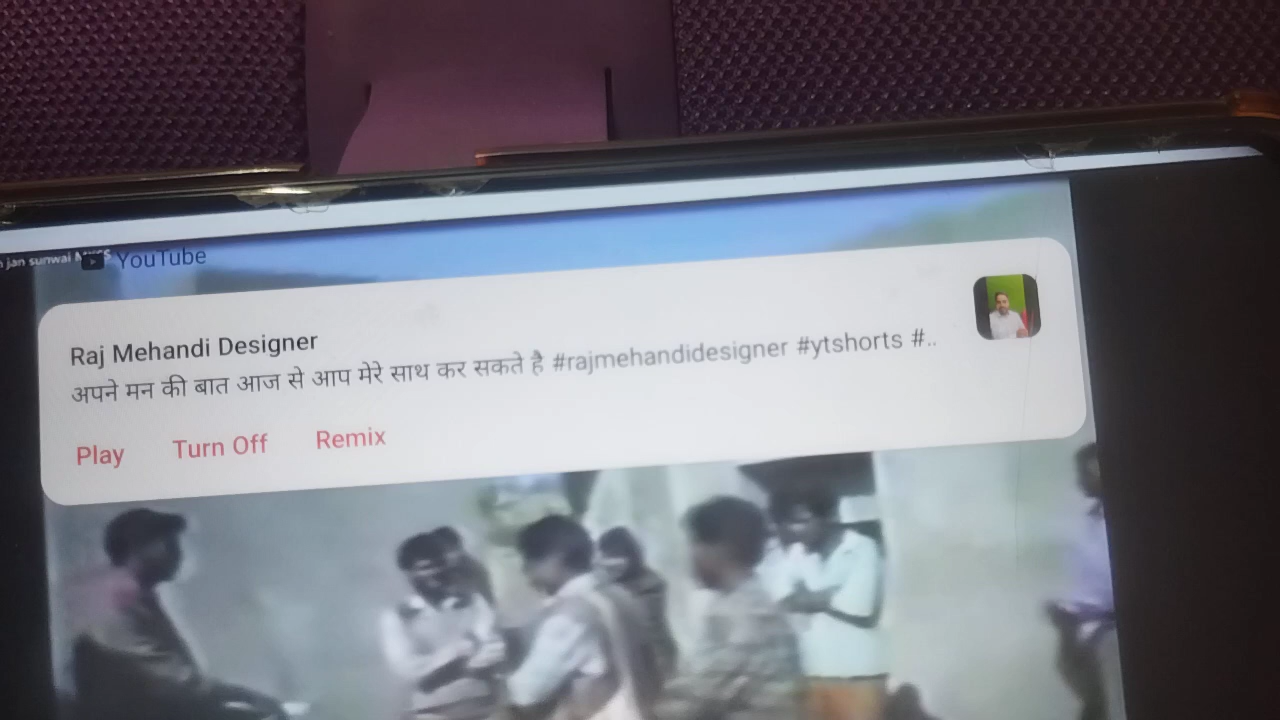 jan sunwai
YouTube
Raj Mehandi Designer
अपने मन की बात आज से आप मेरे साथ कर सकते है #rajmehandidesigner #ytshorts #..
Play Turn Off Remix